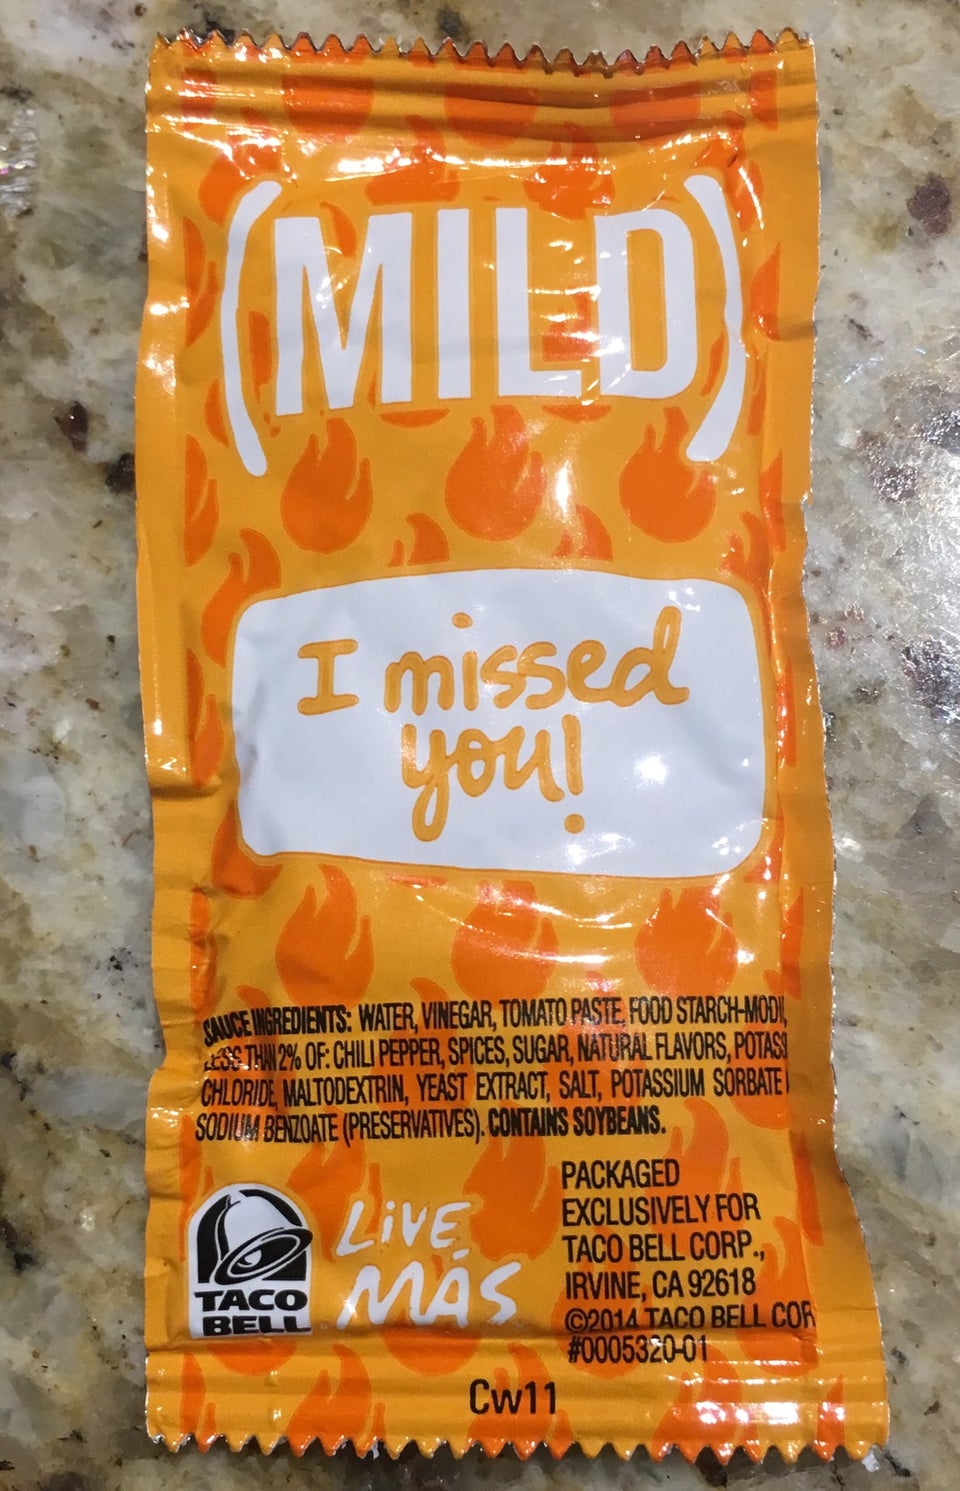 (MILD)
I missed
you!
SAUCE INGREDIENTS: WATER, VINEGAR, TOMATO PASTE, FOOD STARCH-MODI
LESS THAN 2% OF: CHILI PEPPER, SPICES, SUGAR, NATURAL FLAVORS, POTASS
CHLORIDE, MALTODEXTRIN, YEAST EXTRACT, SALT, POTASSIUM SORBATE
SODIUM BENZOATE (PRESERVATIVES). CONTAINS SOYBEANS.
TACO
BELL
LIVE
MÁS
PACKAGED
EXCLUSIVELY FOR
TACO BELL CORP.,
IRVINE, CA 92618
©2014 TACO BELL COR
#0005320-01
Cw11